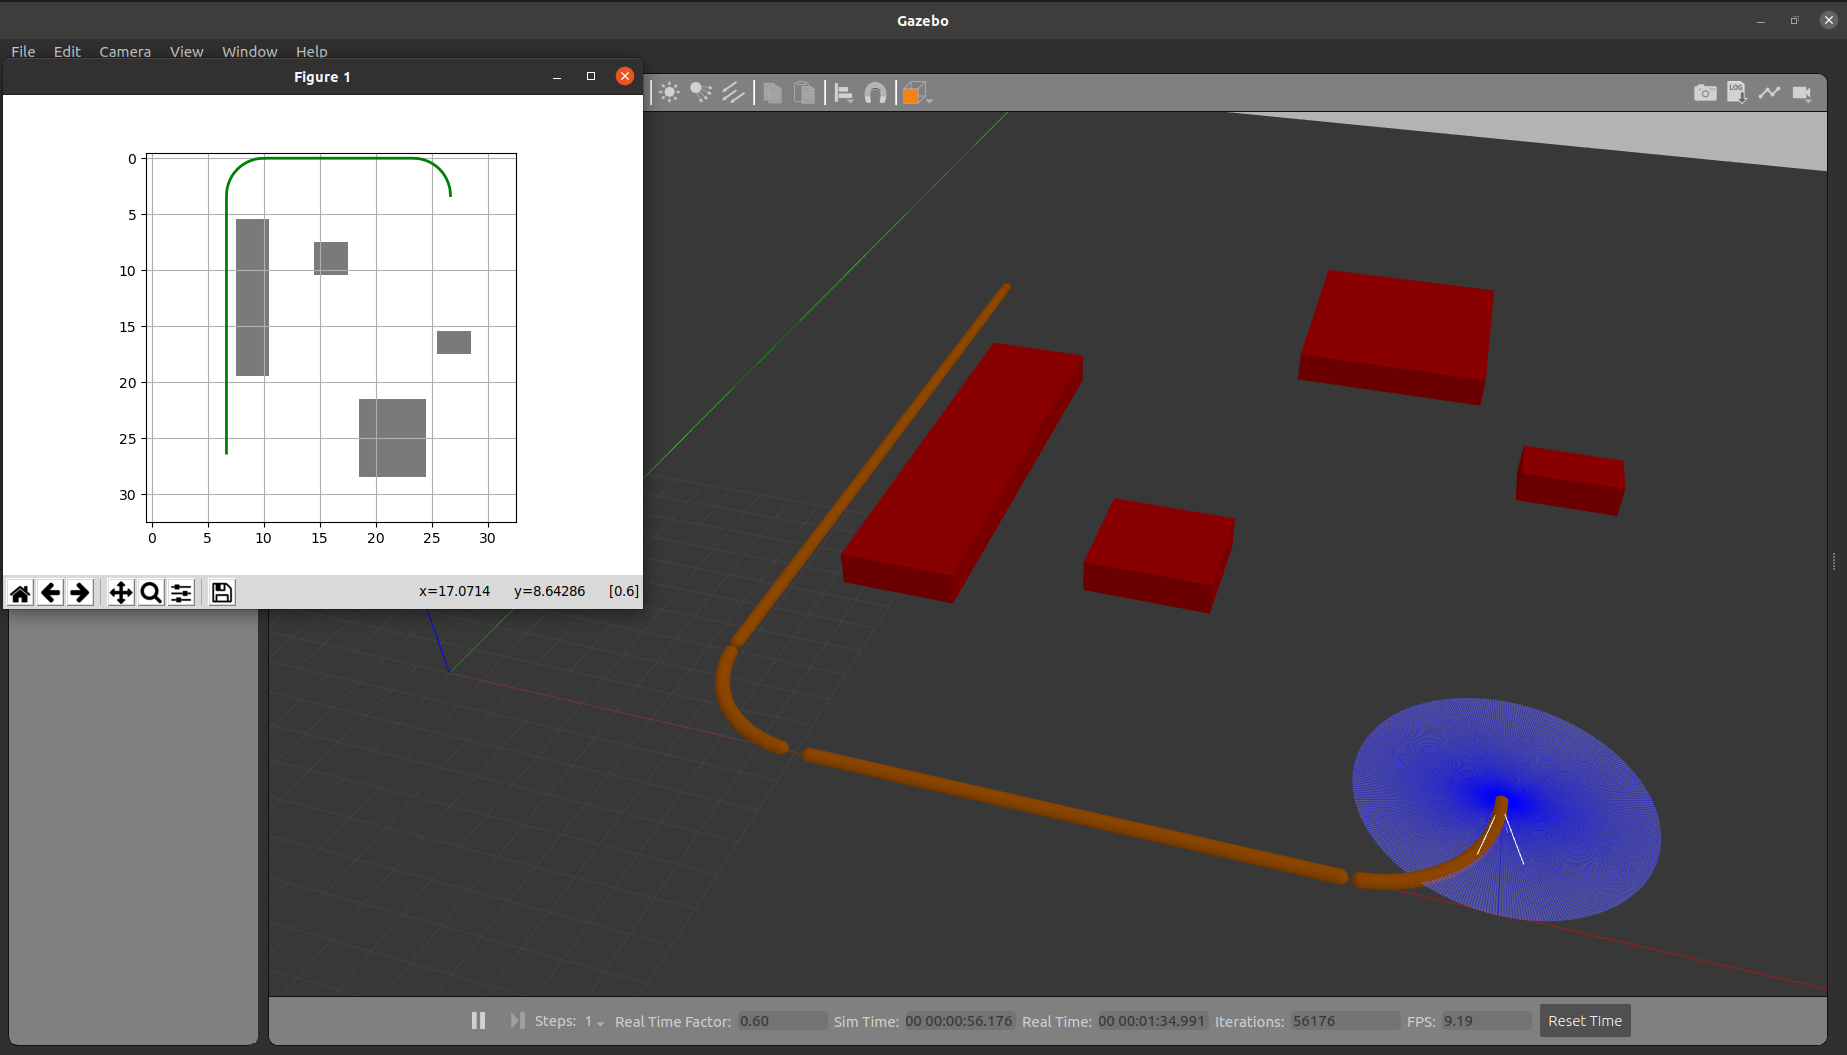 Gazebo
File Edit Camera View Window Help
Figure 1
LOG
0
5
10
15
20
25
30
0 5 10 15 20 25 30
x=17.0714 y=8.64286 [0.6]
Steps: 1 Real Time Factor: 0.60 Sim Time: 00 00:00:56.176 Real Time: 00 00:01:34.991 Iterations: 56176 FPS: 9.19 Reset Time